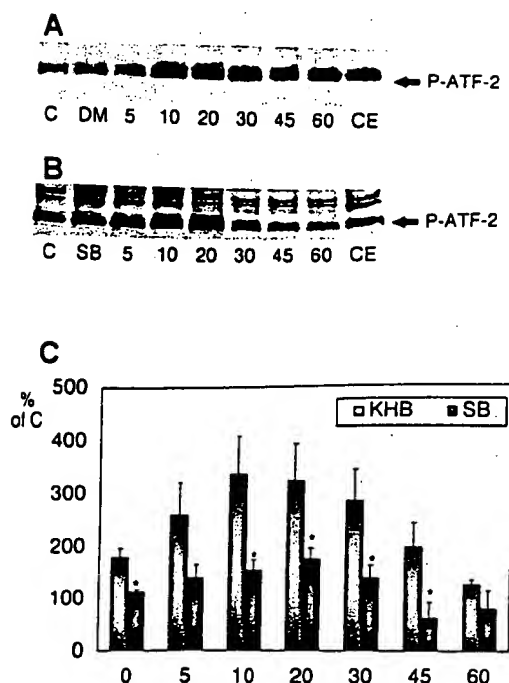 A
P-ATF-2
C DM 5 10 20 30 45 60 CE
B
P-ATF-2
C SB 5 10 20 30 45 60 CE
C
%
of C
500
KHB SB
400
300
200
100
0
0 5 10 20 30 45 60